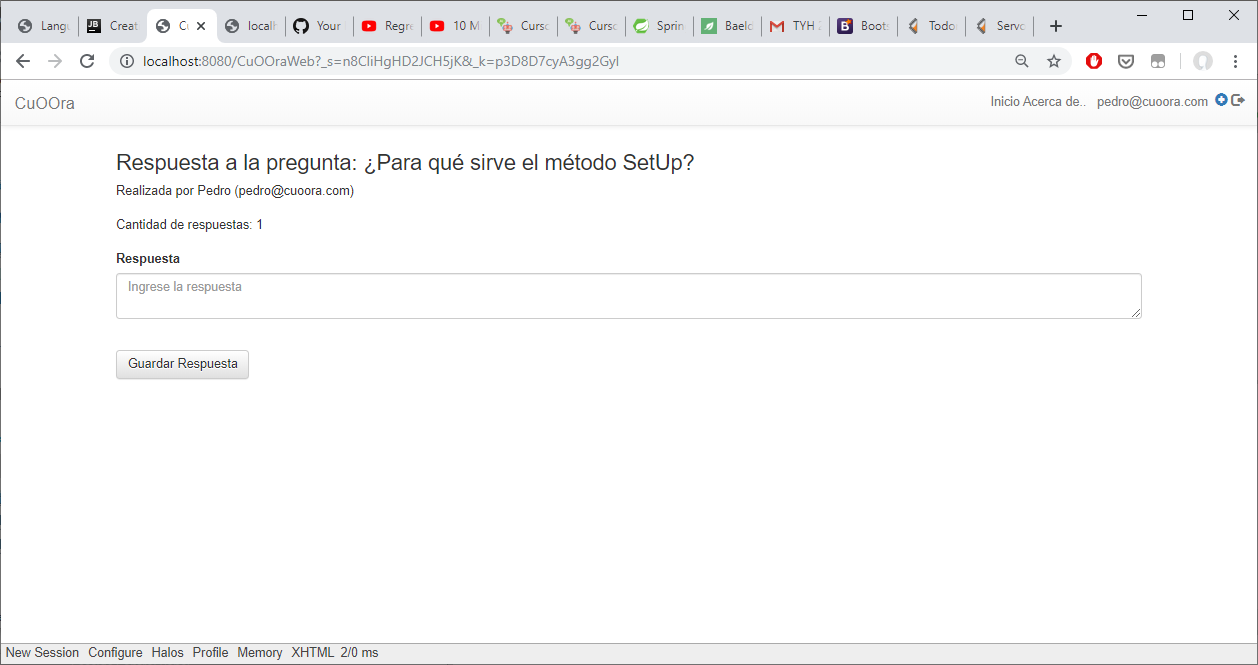 Langu
Creat
Cu
localh
Your
Regre
10 M
Curso
Curso
Sprin
Baeld
TYH
Boots
Todo
Servo
localhost:8080/CuOOraWeb?_s=n8CliHgHD2JCH5jK&_k=p3D8D7cyA3gg2Gyl
CuOOra
Inicio Acerca de.. pedro@cuoora.com
Respuesta a la pregunta: ¿Para qué sirve el método SetUp?
Realizada por Pedro (pedro@cuoora.com)
Cantidad de respuestas: 1
Respuesta
Ingrese la respuesta
Guardar Respuesta
New Session Configure Halos Profile Memory XHTML 2/0 ms